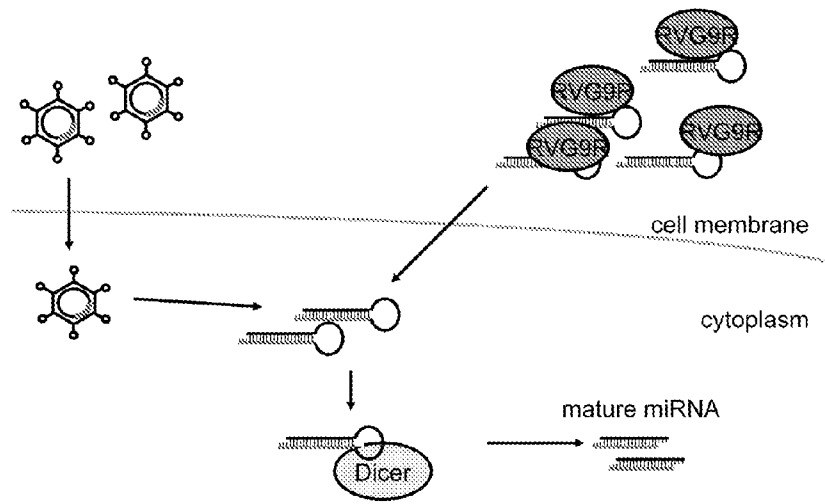 RVG9R
RVG9R
RVG9R
RVG9R
cell membrane
cytoplasm
mature miRNA
Dicer